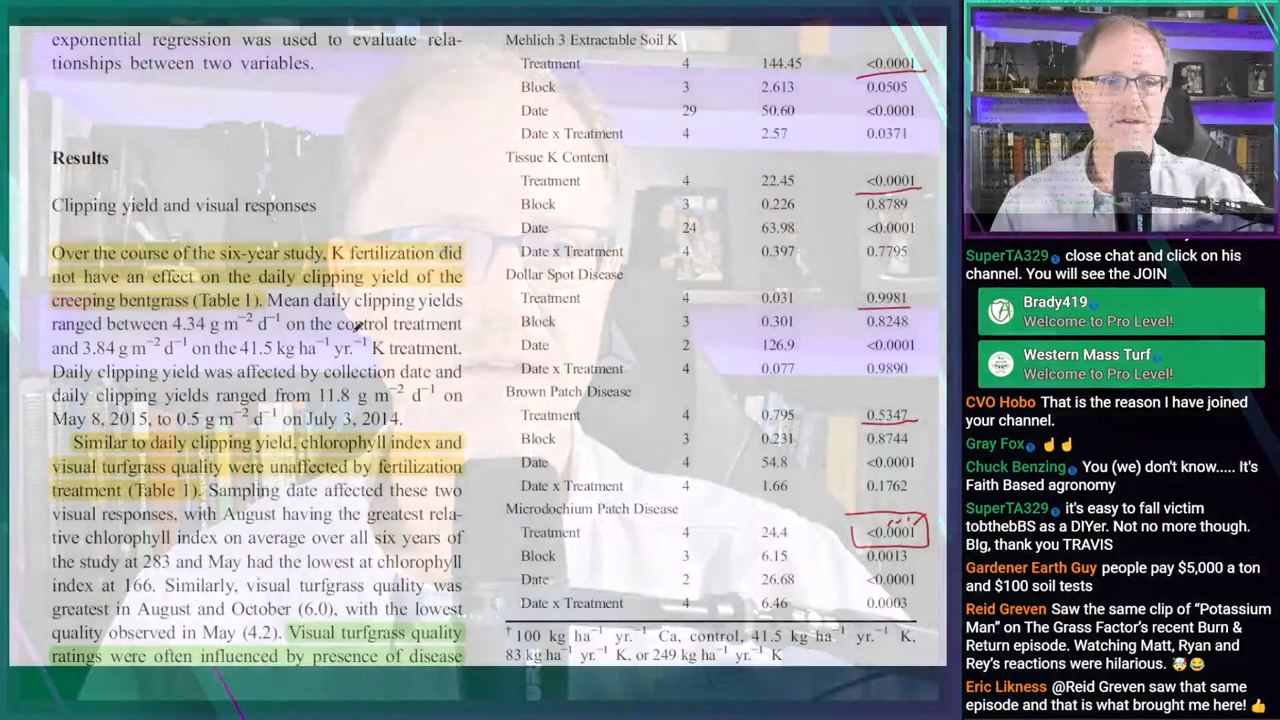 exponential regression was used to evaluate rela-
tionships between two variables.
Results
Clipping yield and visual responses
Over the course of the six-year study, K fertilization did
not have an effect on the daily clipping yield of the
creeping bentgrass (Table 1). Mean daily clipping yields
ranged between 4.34 g m⁻² d⁻¹ on the control treatment
and 3.84 g m⁻² d⁻¹ on the 41.5 kg ha⁻¹ yr.⁻¹ K treatment.
Daily clipping yield was affected by collection date and
daily clipping yields ranged from 11.8 g m⁻² d⁻¹ on
May 8, 2015, to 0.5 g m⁻² d⁻¹ on July 3, 2014.
Similar to daily clipping yield, chlorophyll index and
visual turfgrass quality were unaffected by fertilization
treatment (Table 1). Sampling date affected these two
visual responses, with August having the greatest rela-
tive chlorophyll index on average over all six years of
the study at 283 and May had the lowest at chlorophyll
index at 166. Similarly, visual turfgrass quality was
greatest in August and October (6.0), with the lowest
quality observed in May (4.2). Visual turfgrass quality
ratings were often influenced by presence of disease
Mehlich 3 Extractable Soil K
Treatment 4 144.45 <0.0001
Block 3 2.613 0.0505
Date 29 50.60 <0.0001
Date x Treatment 4 2.57 0.0371
Tissue K Content
Treatment 4 22.45 <0.0001
Block 3 0.226 0.8789
Date 24 63.98 <0.0001
Date x Treatment 4 0.397 0.7795
Dollar Spot Disease
Treatment 4 0.031 0.9981
Block 3 0.301 0.8248
Date 2 126.9 <0.0001
Date x Treatment 4 0.077 0.9890
Brown Patch Disease
Treatment 4 0.795 0.5347
Block 3 0.231 0.8744
Date 4 54.8 <0.0001
Date x Treatment 4 1.66 0.1762
Microdochium Patch Disease
Treatment 4 24.4 <0.0001
Block 3 6.15 0.0013
Date 2 26.68 <0.0001
Date x Treatment 4 6.46 0.0003
† 100 kg ha⁻¹ yr.⁻¹ Ca, control, 41.5 kg ha⁻¹ yr.⁻¹ K,
83 kg ha⁻¹ yr.⁻¹ K, or 249 kg ha⁻¹ yr.⁻¹ K
SuperTA329 close chat and click on his
channel. You will see the JOIN
Brady419
Welcome to Pro Level!
Western Mass Turf
Welcome to Pro Level!
CVO Hobo That is the reason I have joined
your channel.
Gray Fox ☝️☝️
Chuck Benzing You (we) don't know..... It's
Faith Based agronomy
SuperTA329 it's easy to fall victim
tobthebBS as a DIYer. Not no more though.
BIg, thank you TRAVIS
Gardener Earth Guy people pay $5,000 a ton
and $100 soil tests
Reid Greven Saw the same clip of “Potassium
Man” on The Grass Factor’s recent Burn &
Return episode. Watching Matt, Ryan and
Rey’s reactions were hilarious. 🤯😂
Eric Likness @Reid Greven saw that same
episode and that is what brought me here! 👍